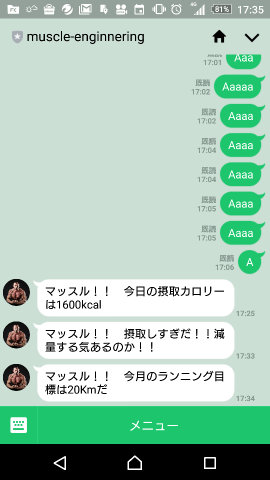 81% 17:35
muscle-enginnering
Aaa
17:01
既読
17:02
Aaaaa
既読
17:02
Aaaa
既読
17:04
Aaaa
既読
17:04
Aaaa
既読
17:05
Aaaa
既読
17:05
Aaaa
既読
17:06
A
マッスル！！　今日の摂取カロリー
は1600kcal
17:25
マッスル！！　摂取しすぎだ！！減
量する気あるのか！！
17:33
マッスル！！　今月のランニング目
標は20Kmだ
17:34
メニュー